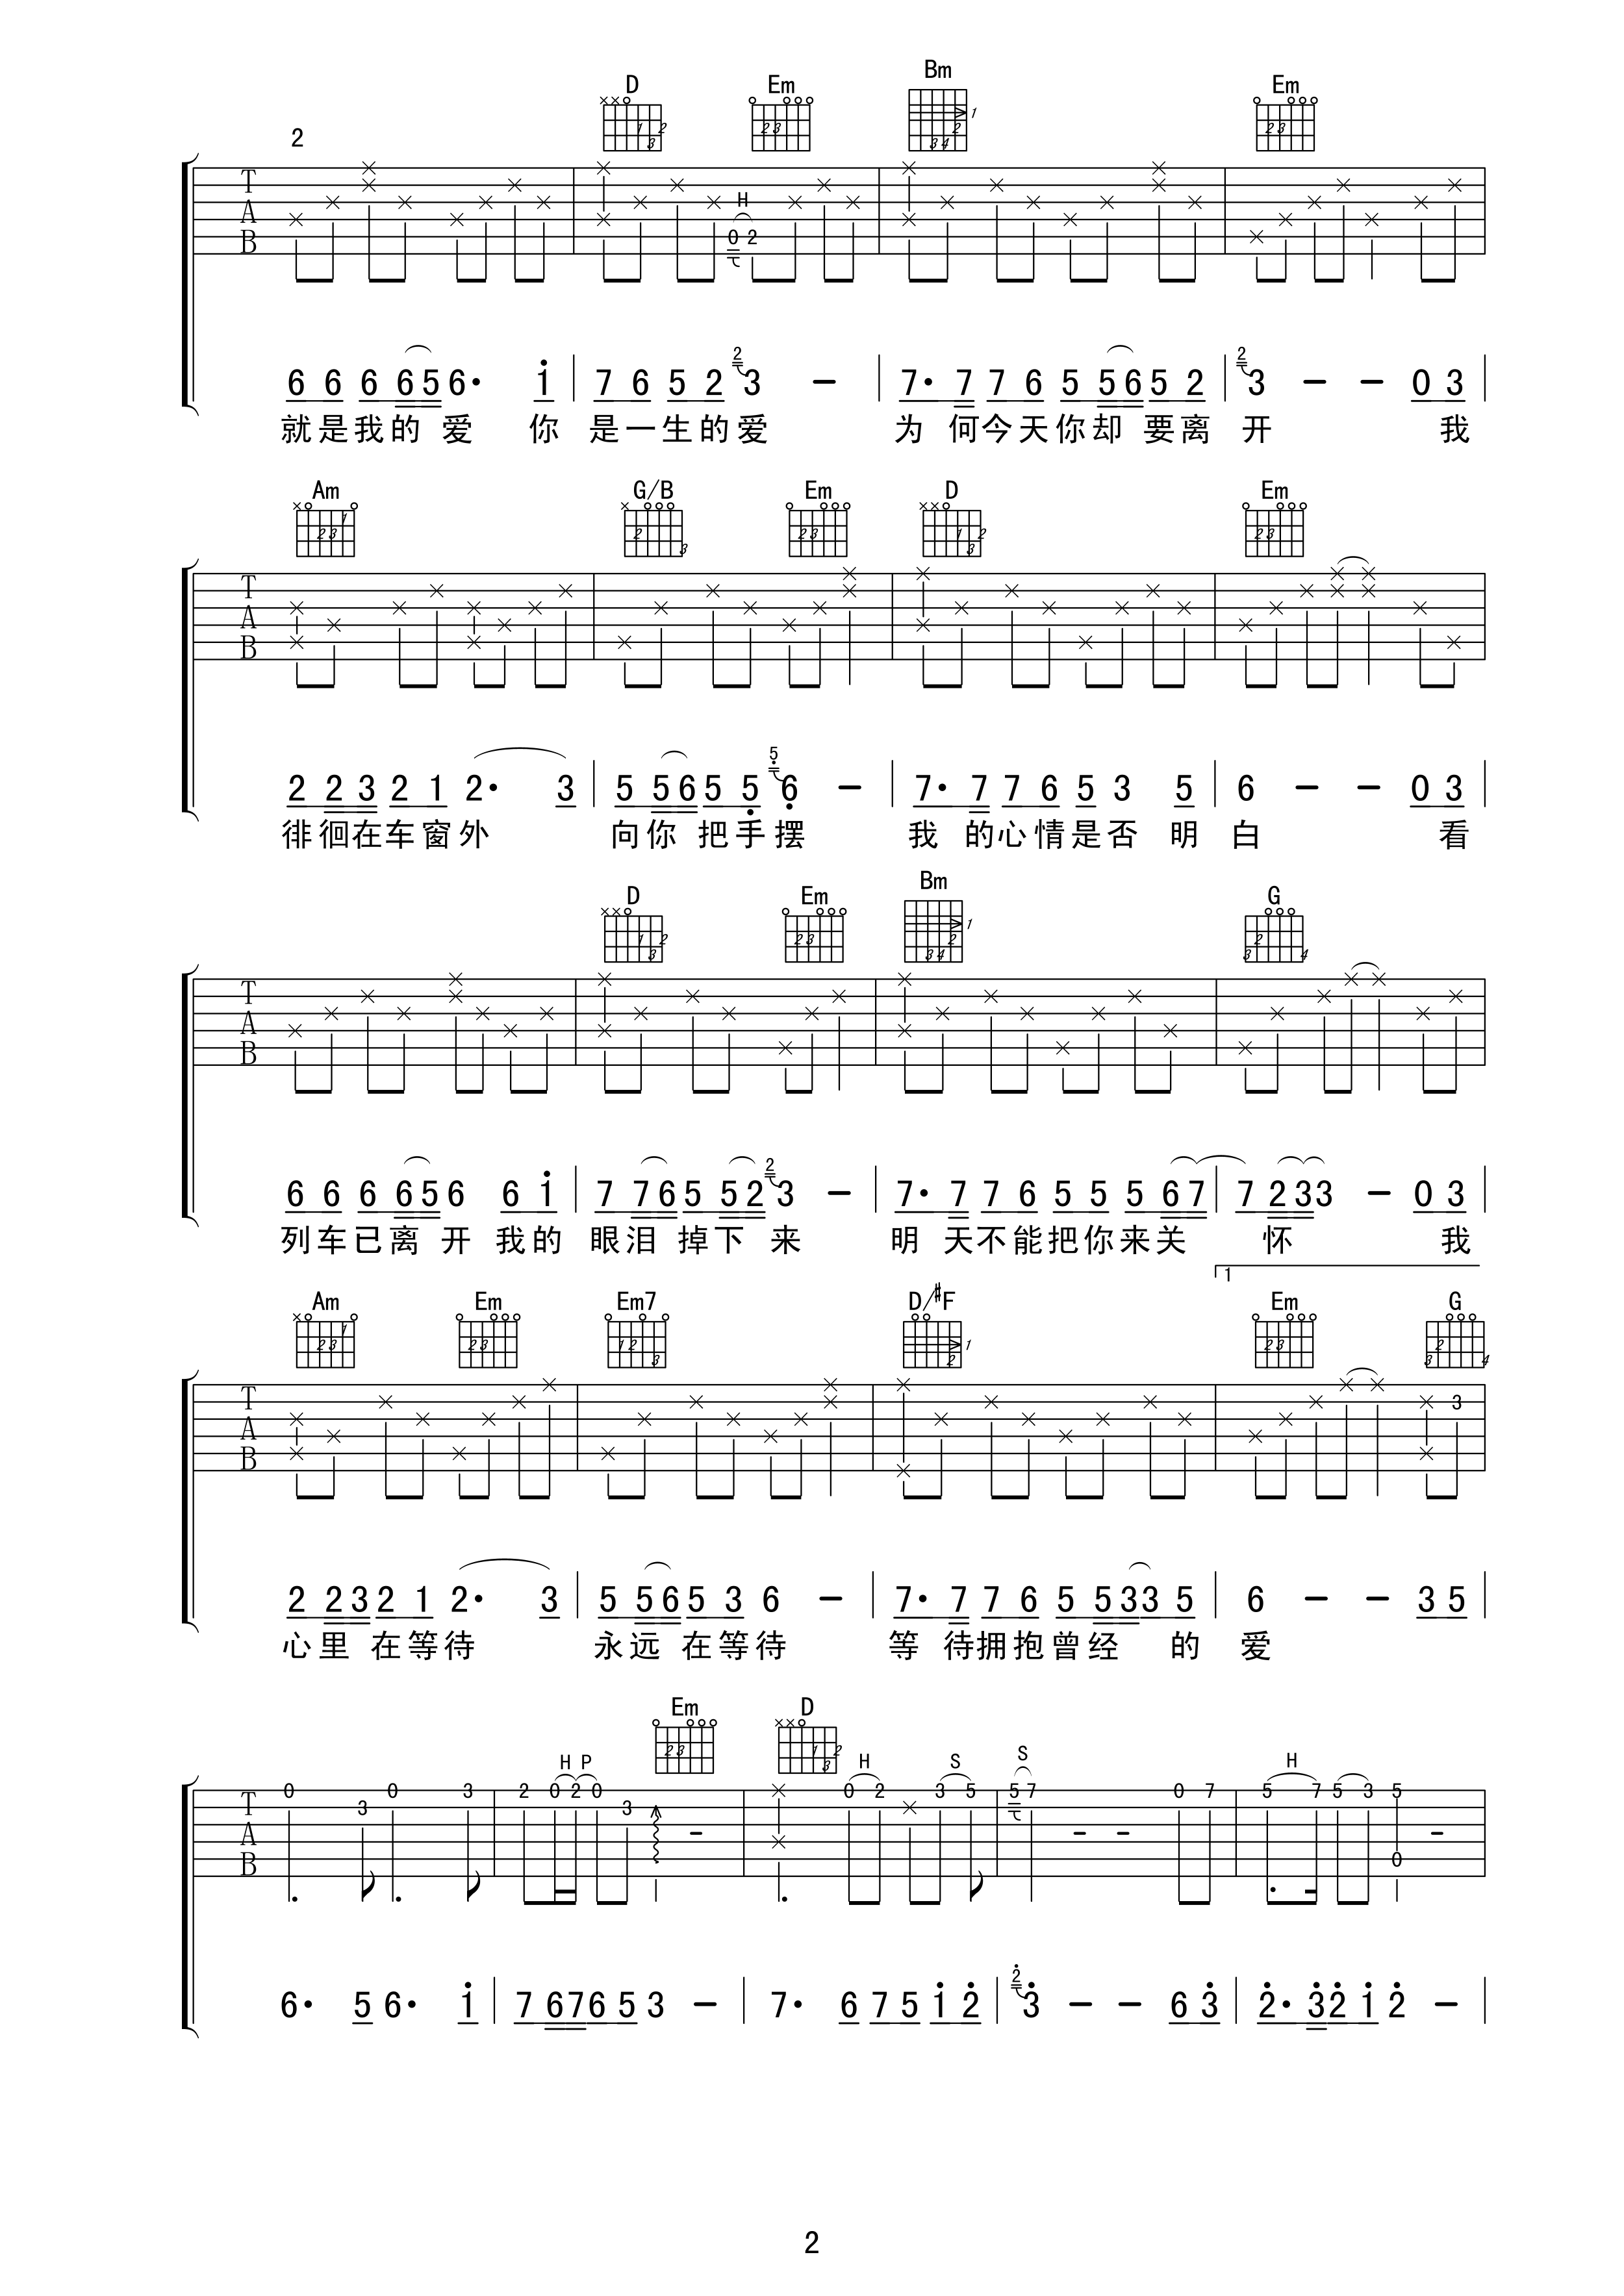 D Em Bm Em
2
T
A
B
H
0 2
2 2
6 6 6 6 5 6· 1 7 6 5 2 3 – 7· 7 7 6 5 5 6 5 2 3 – – 0 3
就是我的 爱 你 是一生的爱 为 何今天你却 要离 开 我
Am G/B Em D Em
T
A
B
5
2 2 3 2 1 2· 3 5 5 6 5 5 6 – 7· 7 7 6 5 3 5 6 – – 0 3
徘徊在车窗外 向你 把手摆 我 的心情是否 明 白 看
D Em Bm G
T
A
B
2
6 6 6 6 5 6 6 1 7 7 6 5 5 2 3 – 7· 7 7 6 5 5 5 6 7 7 2 3 3 – 0 3
列车已离 开 我的 眼泪 掉下 来 明 天不能把你来关 怀 我
1
Am Em Em7 D/#F Em G
T
A
B
3
2 2 3 2 1 2· 3 5 5 6 5 3 6 – 7· 7 7 6 5 5 3 3 5 6 – – 3 5
心里 在等待 永远 在等待 等 待拥抱曾经 的 爱
Em D
H P H S S H
T
A
B
0 3 0 3 2 0 2 0 3 – 0 2 3 5 5 7 – – 0 7 5 7 5 3 5 0 –
2
6· 5 6· 1 7 6 7 6 5 3 – 7· 6 7 5 1 2 3 – – 6 3 2· 3 2 1 2 –
2